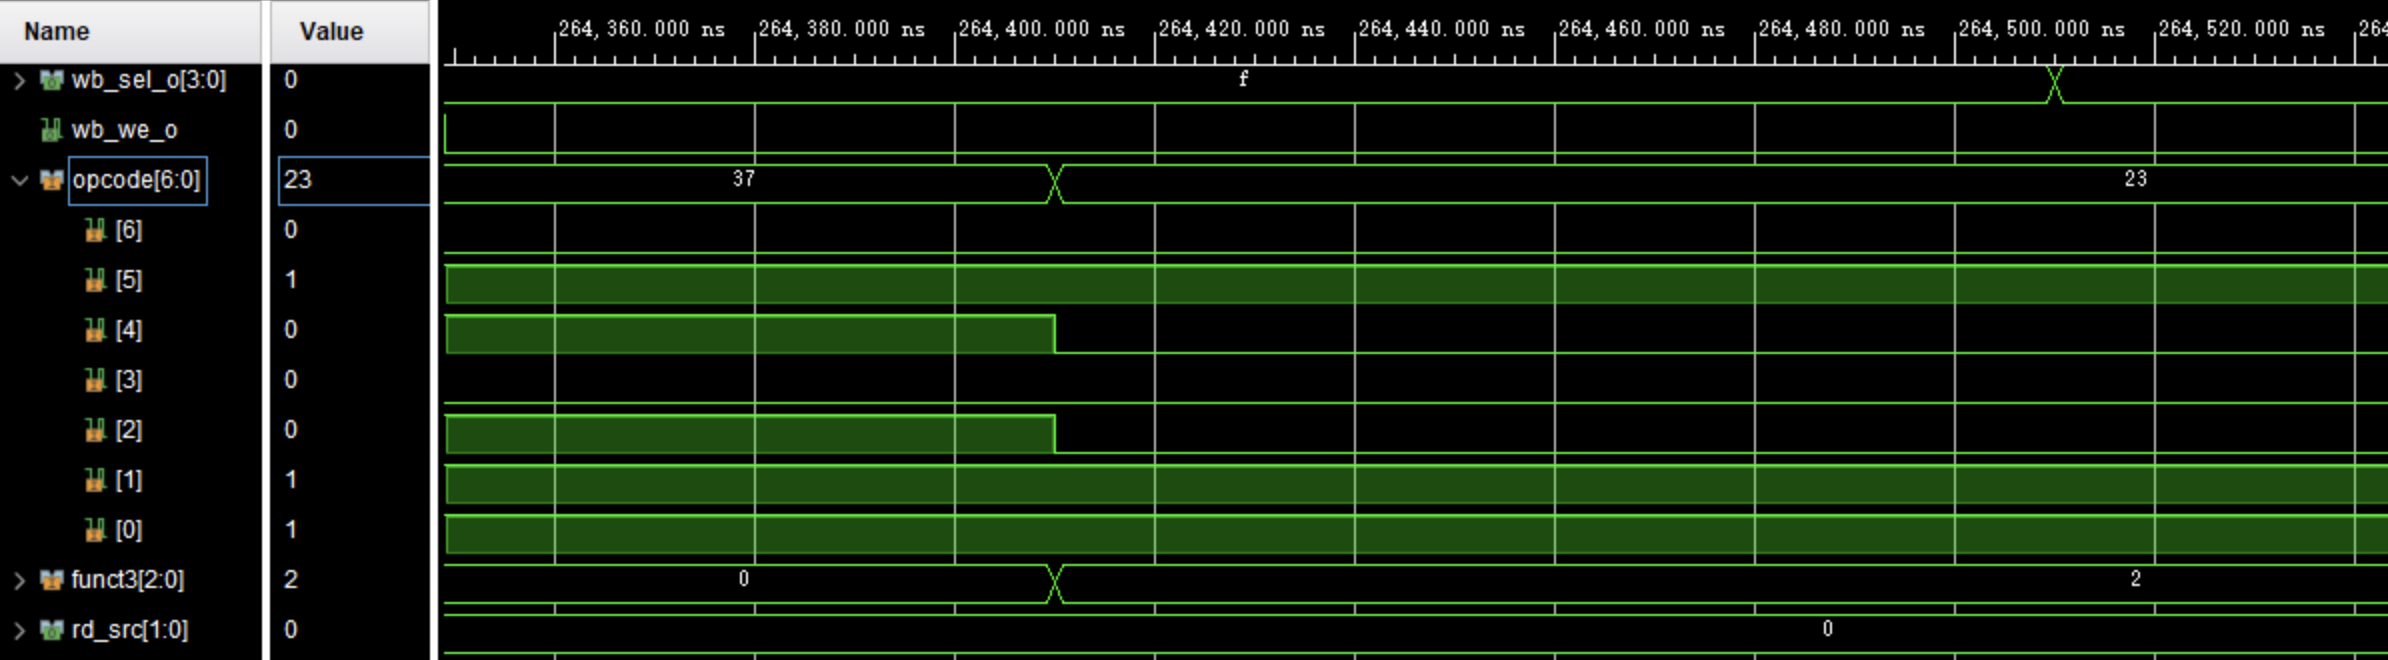 Name Value 264,360.000 ns 264,380.000 ns 264,400.000 ns 264,420.000 ns 264,440.000 ns 264,460.000 ns 264,480.000 ns 264,500.000 ns 264,520.000 ns 264
wb_sel_o[3:0] 0 f
wb_we_o 0
opcode[6:0] 23 37 23
[6] 0
[5] 1
[4] 0
[3] 0
[2] 0
[1] 1
[0] 1
funct3[2:0] 2 0 2
rd_src[1:0] 0 0